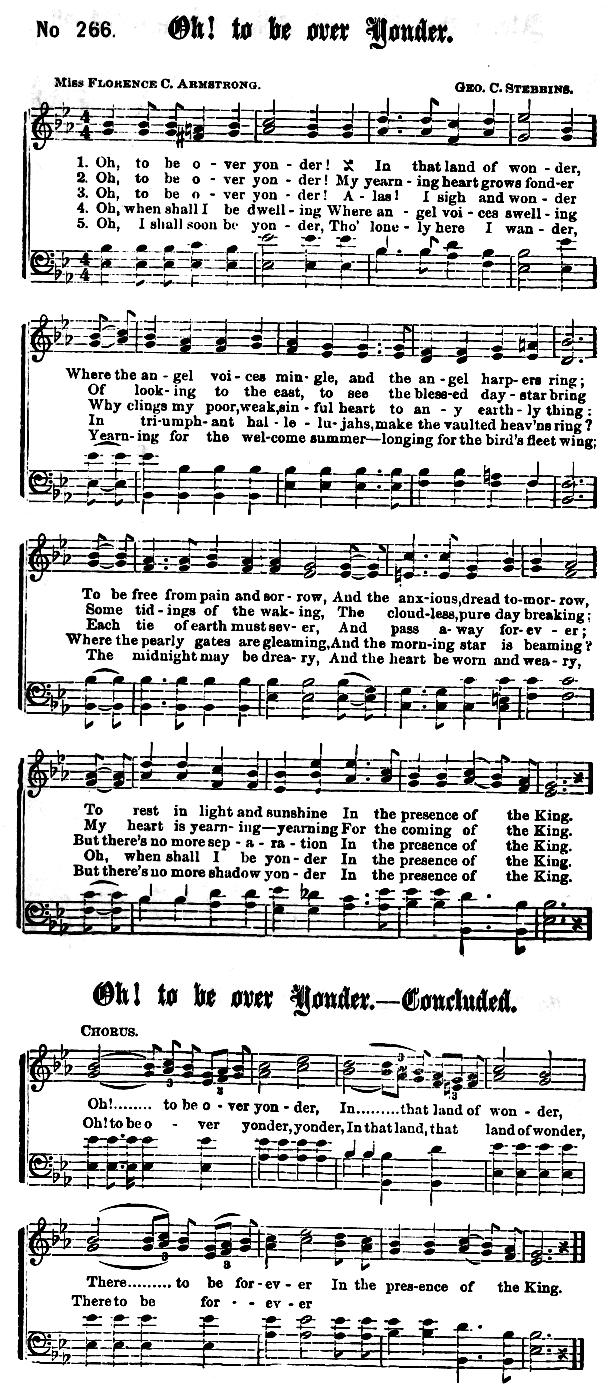 No 266. Oh! to be over Yonder.
Miss FLORENCE C. ARMSTRONG. GEO. C. STEBBINS.
4 4
1. Oh, to be o - ver yon - der! In that land of won - der,
2. Oh, to be o - ver yon - der! My yearn - ing heart grows fond-er
3. Oh, to be o - ver yon - der! A - las! I sigh and won - der
4. Oh, when shall I be dwell - ing Where an - gel voi - ces swell - ing
5. Oh, I shall soon be yon - der, Tho' lone - ly here I wan - der,
4 4
Where the an - gel voi - ces min - gle, and the an - gel harp - ers ring;
Of look - ing to the east, to see the bless-ed day - star bring
Why clings my poor, weak, sin - ful heart to an - y earth - ly thing:
In tri-umph-ant hal - le - lu - jahs, make the vaulted heav'ns ring?
Yearn - ing for the wel-come summer—longing for the bird's fleet wing;
To be free from pain and sor - row, And the anx-ious, dread to-mor - row,
Some tid - ings of the wak - ing, The cloud-less, pure day breaking;
Each tie of earth must sev - er, And pass a-way for-ev - er;
Where the pearly gates are gleaming, And the morn-ing star is beaming?
The midnight may be drea - ry, And the heart be worn and wea - ry,
To rest in light and sunshine In the presence of the King.
My heart is yearn - ing—yearning For the coming of the King.
But there's no more sep - a - ra - tion In the presence of the King.
Oh, when shall I be yon - der In the presence of the King.
But there's no more shadow yon - der In the presence of the King.
Oh! to be over Yonder.—Concluded.
CHORUS.
3 3 3 3
Oh!........ to be o - ver yon - der, In.........that land of won - der,
Oh! to be o - ver yonder, yonder, In that land, that land of wonder,
3 3
There......... to be for - ev - er In the pres-ence of the King.
There to be for - - ev - er